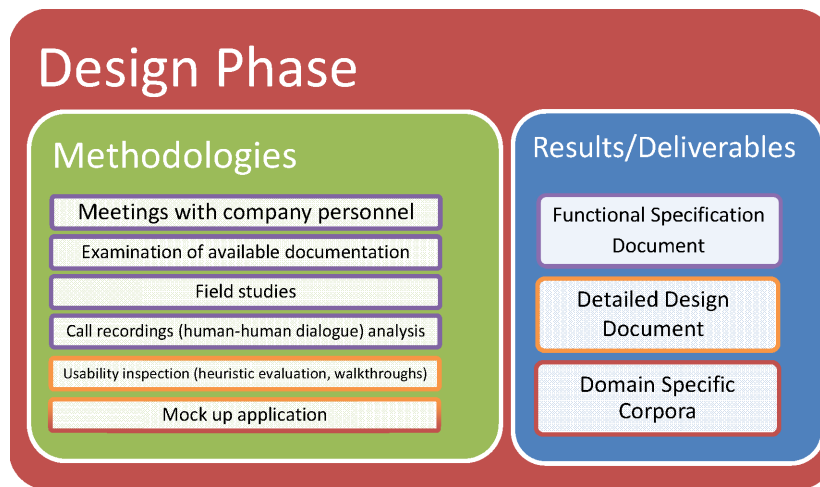 Design Phase
Methodologies
Meetings with company personnel
Examination of available documentation
Field studies
Call recordings (human-human dialogue) analysis
Usability inspection (heuristic evaluation, walkthroughs)
Mock up application
Results/Deliverables
Functional Specification
Document
Detailed Design
Document
Domain Specific
Corpora